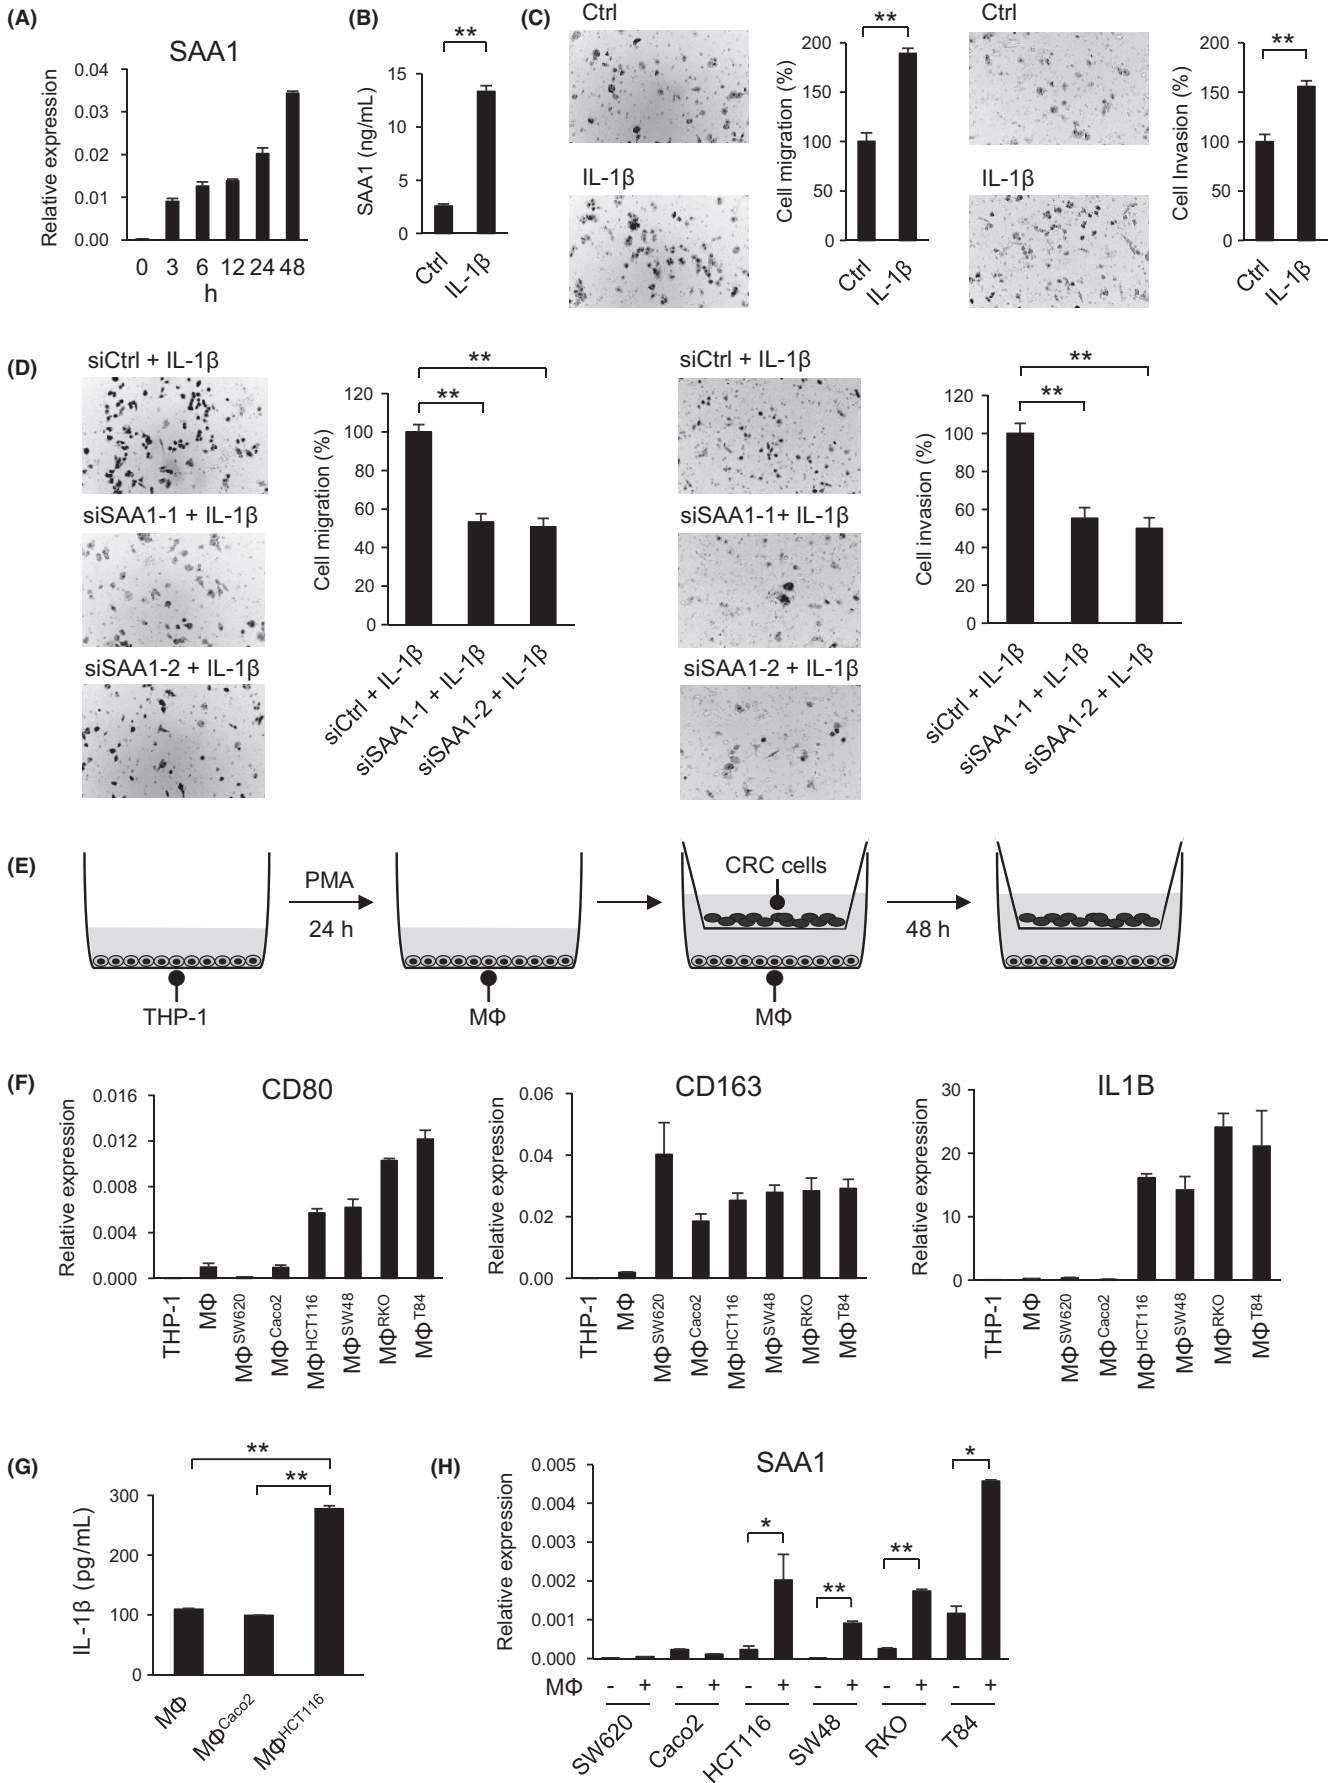 (A)
SAA1
Relative expression
0.04
0.03
0.02
0.01
0.00
0 3 6 12 24 48
h
(B)
**
SAA1 (ng/mL)
15
10
5
0
Ctrl
IL-1β
(C)
Ctrl
IL-1β
**
Cell migration (%)
200
150
100
50
0
Ctrl
IL-1β
Ctrl
IL-1β
**
Cell Invasion (%)
200
150
100
50
0
Ctrl
IL-1β
(D)
siCtrl + IL-1β
siSAA1-1 + IL-1β
siSAA1-2 + IL-1β
**
**
Cell migration (%)
120
100
80
60
40
20
0
siCtrl + IL-1β
siSAA1-1 + IL-1β
siSAA1-2 + IL-1β
siCtrl + IL-1β
siSAA1-1+ IL-1β
siSAA1-2 + IL-1β
**
**
Cell invasion (%)
120
100
80
60
40
20
0
siCtrl + IL-1β
siSAA1-1 + IL-1β
siSAA1-2 + IL-1β
(E)
PMA
24 h
CRC cells
48 h
THP-1
MΦ
MΦ
(F)
CD80
Relative expression
0.016
0.012
0.008
0.004
0.000
THP-1
MΦ
MΦSW620
MΦCaco2
MΦHCT116
MΦSW48
MΦRKO
MΦT84
CD163
Relative expression
0.06
0.04
0.02
0.00
THP-1
MΦ
MΦSW620
MΦCaco2
MΦHCT116
MΦSW48
MΦRKO
MΦT84
IL1B
Relative expression
30
20
10
0
THP-1
MΦ
MΦSW620
MΦCaco2
MΦHCT116
MΦSW48
MΦRKO
MΦT84
(G)
**
**
IL-1β (pg/mL)
300
200
100
0
MΦ
MΦCaco2
MΦHCT116
(H)
SAA1
Relative expression
0.005
0.004
0.003
0.002
0.001
0.000
*
**
**
*
MΦ - + - + - + - + - + - +
SW620
Caco2
HCT116
SW48
RKO
T84